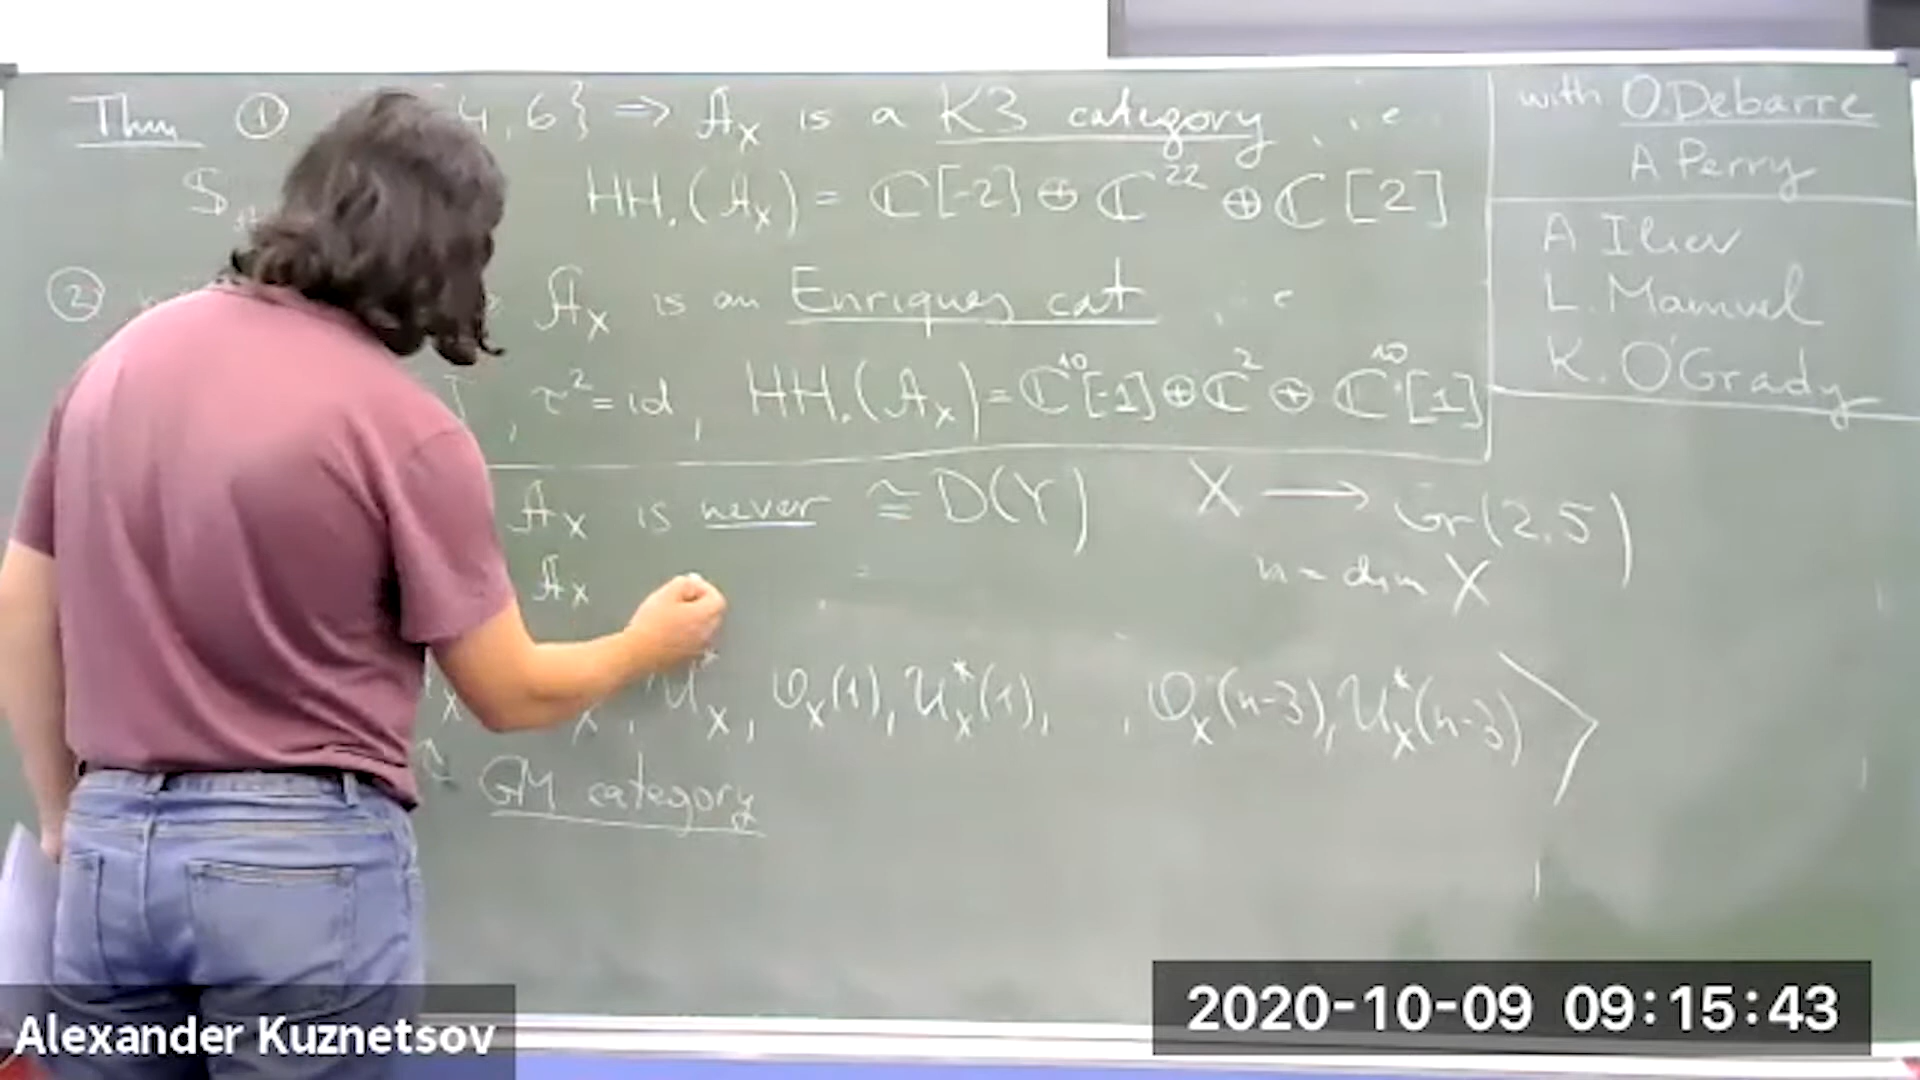 Thm ① 4, 6} => A_X is a K3 category, i.e
S HH.(A_X) = ℂ[-2] ⊕ ℂ^22 ⊕ ℂ[2]
② A_X is an Enriques cat, i.e
, τ^2 = id, HH.(A_X) = ℂ^10[-1] ⊕ ℂ^2 ⊕ ℂ^10[1]
A_X is never ≅ D(Y)
A_X
X → Gr(2,5)
n = dim X
U_X^*, O_X(1), U_X^*(1), , O_X(n-3), U_X^*(n-3) >
GM category
with O.Debarre
A Perry
A Iliev
L. Manivel
K. O'Grady
Alexander Kuznetsov
2020-10-09 09:15:43